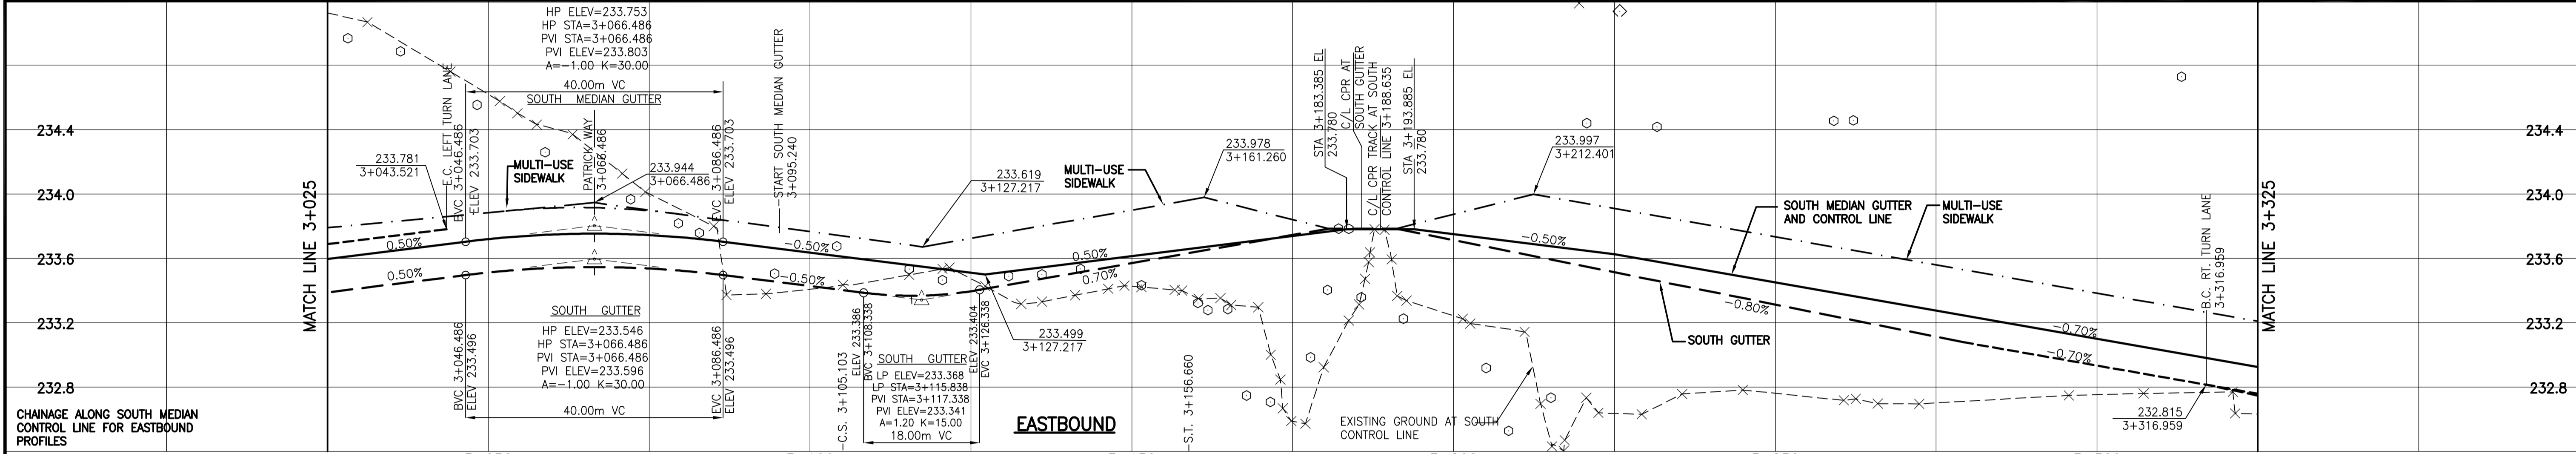 HP ELEV=233.753
HP STA=3+066.486
PVI STA=3+066.486
PVI ELEV=233.803
A=-1.00 K=30.00
40.00m VC
SOUTH MEDIAN GUTTER
234.4
234.0
233.6
233.2
232.8
CHAINAGE ALONG SOUTH MEDIAN
CONTROL LINE FOR EASTBOUND
PROFILES
MATCH LINE 3+025
233.781
3+043.521
E.C. LEFT TURN LANE
BVC 3+046.486
ELEV 233.703
MULTI-USE
SIDEWALK
PATRICK WAY
3+066.486
233.944
3+066.486
EVC 3+086.486
ELEV 233.703
START SOUTH MEDIAN GUTTER
3+095.240
0.50%
0.50%
-0.50%
-0.50%
BVC 3+046.486
ELEV 233.496
SOUTH GUTTER
HP ELEV=233.546
HP STA=3+066.486
PVI STA=3+066.486
PVI ELEV=233.596
A=-1.00 K=30.00
40.00m VC
EVC 3+086.486
ELEV 233.496
C.S. 3+105.103
ELEV 233.386
BVC 3+108.338
SOUTH GUTTER
LP ELEV=233.368
LP STA=3+115.838
PVI STA=3+117.338
PVI ELEV=233.341
A=1.20 K=15.00
18.00m VC
ELEV 233.404
EVC 3+126.338
233.619
3+127.217
233.499
3+127.217
MULTI-USE
SIDEWALK
0.50%
0.70%
EASTBOUND
S.T. 3+156.660
233.978
3+161.260
STA 3+183.385 EL
233.780
C/L CPR AT
SOUTH GUTTER
C/L CPR TRACK AT SOUTH
CONTROL LINE 3+188.635
STA 3+193.885 EL
233.780
233.997
3+212.401
EXISTING GROUND AT SOUTH
CONTROL LINE
-0.50%
SOUTH GUTTER
-0.80%
SOUTH MEDIAN GUTTER
AND CONTROL LINE
MULTI-USE
SIDEWALK
-0.70%
-0.70%
B.C. RT. TURN LANE
3+316.959
232.815
3+316.959
MATCH LINE 3+325
234.4
234.0
233.6
233.2
232.8